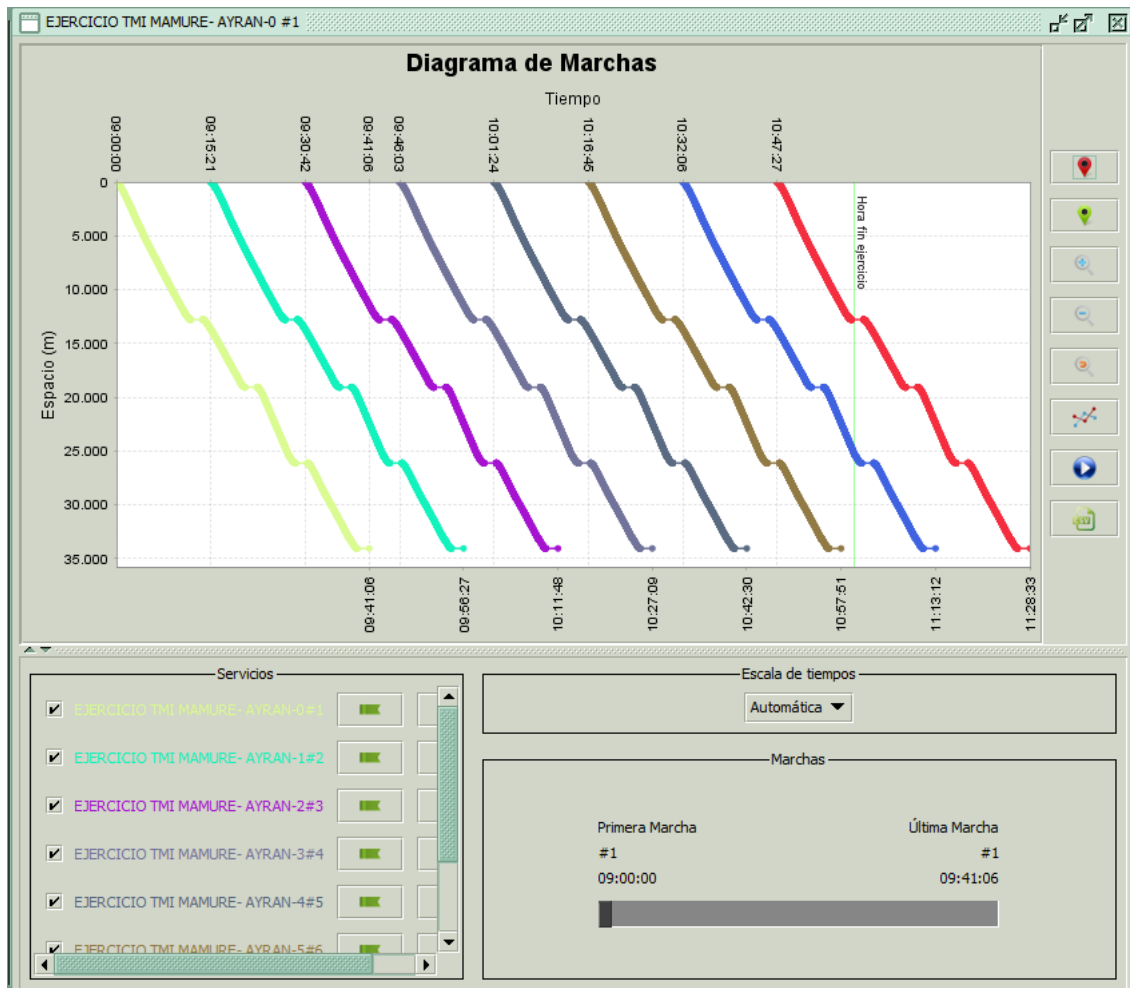 EJERCICIO TMI MAMURE- AYRAN-0 #1
Diagrama de Marchas
Tiempo
09:00:00
09:15:21
09:30:42
09:41:06
09:46:03
10:01:24
10:16:45
10:32:06
10:47:27
Espacio (m)
0
5.000
10.000
15.000
20.000
25.000
30.000
35.000
Hora fin ejercicio
09:41:06
09:56:27
10:11:48
10:27:09
10:42:30
10:57:51
11:13:12
11:28:33
Servicios
EJERCICIO TMI MAMURE- AYRAN-0#1
EJERCICIO TMI MAMURE- AYRAN-1#2
EJERCICIO TMI MAMURE- AYRAN-2#3
EJERCICIO TMI MAMURE- AYRAN-3#4
EJERCICIO TMI MAMURE- AYRAN-4#5
EJERCICIO TMI MAMURE- AYRAN-5#6
Escala de tiempos
Automática
Marchas
Primera Marcha
Última Marcha
#1
#1
09:00:00
09:41:06